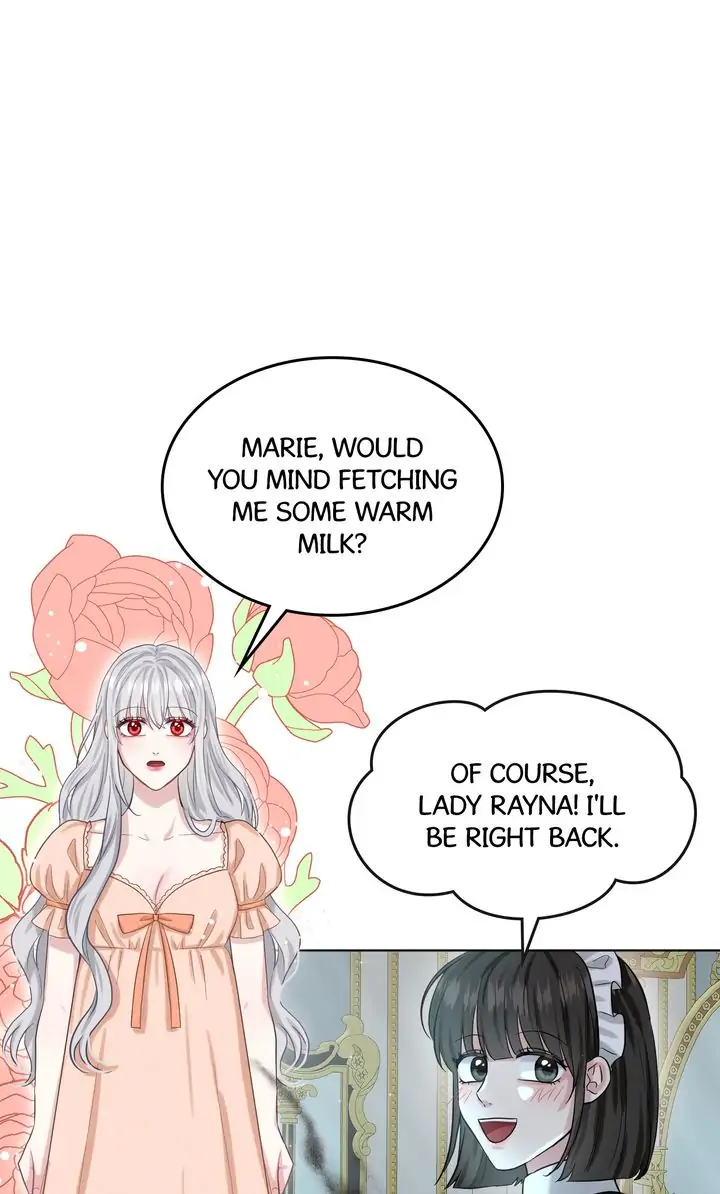 MARIE, WOULD
YOU MIND FETCHING
ME SOME WARM
MILK?
OF COURSE,
LADY RAYNA! I'LL
BE RIGHT BACK.